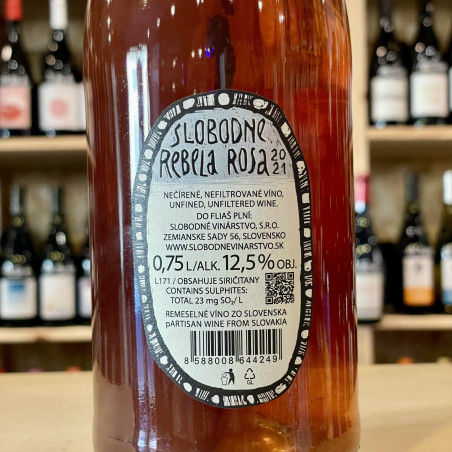 SLOBODNE
REBELA ROSA 2021
NEČÍRENÉ, NEFILTROVANÉ VÍNO,
UNFINED, UNFILTERED WINE.
DO FLIAŠ PLNÍ:
SLOBODNÉ VINÁRSTVO, S.R.O.
ZEMIANSKE SADY 56, SLOVENSKO
WWW.SLOBODNEVINARSTVO.SK
0,75 L/ALK. 12,5% OBJ.
L171 / OBSAHUJE SIRIČITANY
CONTAINS SULPHITES:
TOTAL 23 mg SO₂/ L
REMESELNÉ VÍNO ZO SLOVENSKA
pARTISAN WINE FROM SLOVAKIA
8 588008 644249
GL